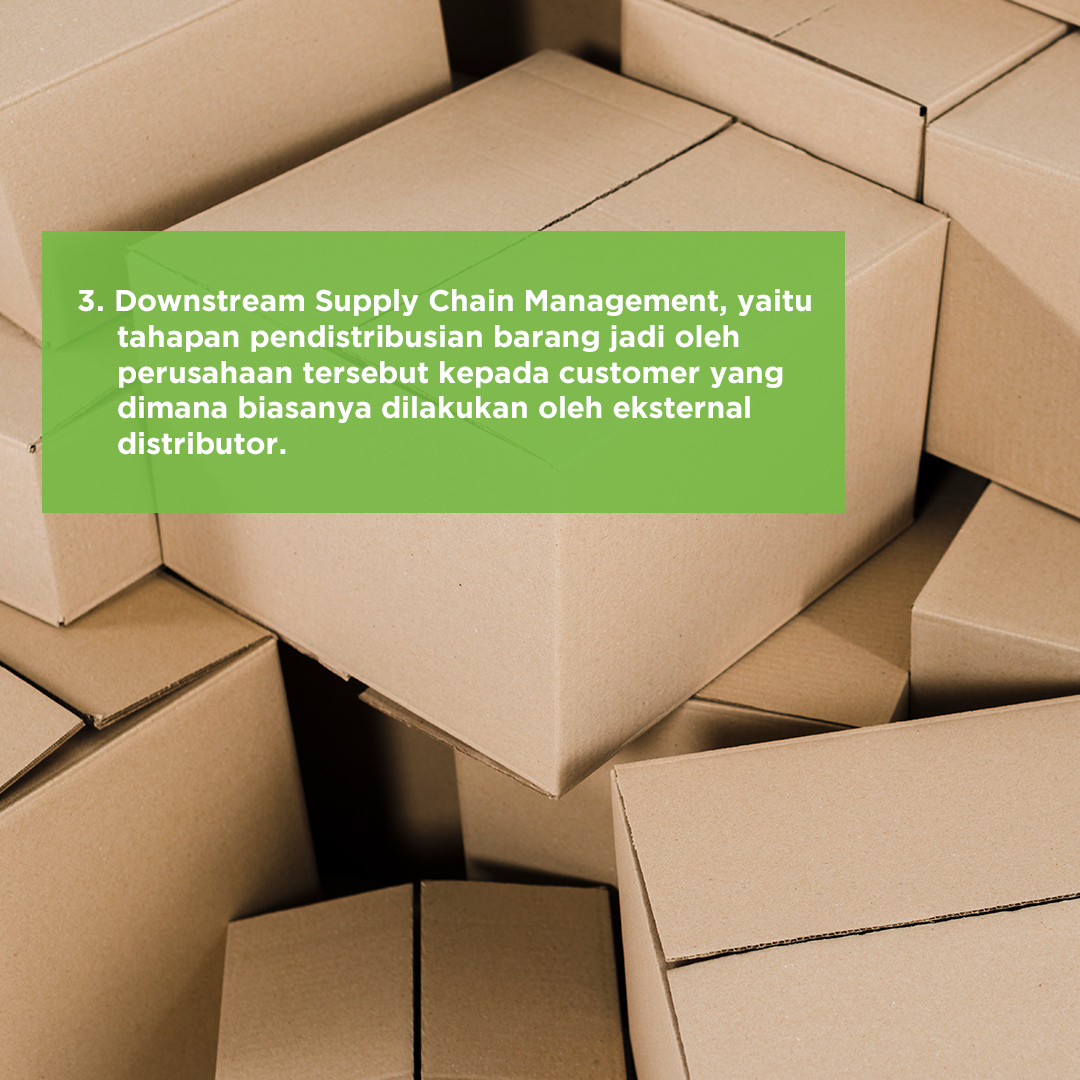 3. Downstream Supply Chain Management, yaitu
tahapan pendistribusian barang jadi oleh
perusahaan tersebut kepada customer yang
dimana biasanya dilakukan oleh eksternal
distributor.